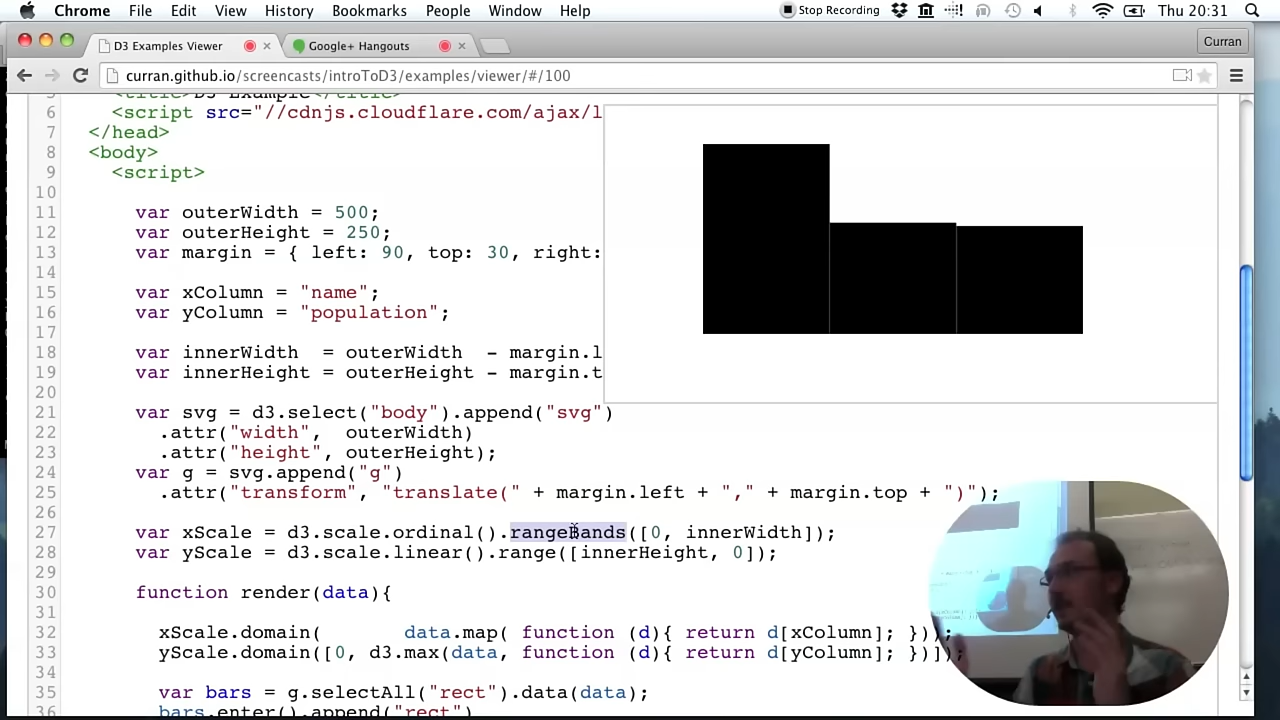 Chrome File Edit View History Bookmarks People Window Help Stop Recording Thu 20:31
D3 Examples Viewer × Google+ Hangouts × Curran
curran.github.io/screencasts/introToD3/examples/viewer/#/100
6 <script src="//cdnjs.cloudflare.com/ajax/l
7 </head>
8 <body>
9 <script>
10
11 var outerWidth = 500;
12 var outerHeight = 250;
13 var margin = { left: 90, top: 30, right:
14
15 var xColumn = "name";
16 var yColumn = "population";
17
18 var innerWidth  = outerWidth  - margin.l
19 var innerHeight = outerHeight - margin.t
20
21 var svg = d3.select("body").append("svg")
22 .attr("width",  outerWidth)
23 .attr("height", outerHeight);
24 var g = svg.append("g")
25 .attr("transform", "translate(" + margin.left + "," + margin.top + ")");
26
27 var xScale = d3.scale.ordinal().rangeBands([0, innerWidth]);
28 var yScale = d3.scale.linear().range([innerHeight, 0]);
29
30 function render(data){
31
32 xScale.domain(       data.map( function (d){ return d[xColumn]; }));
33 yScale.domain([0, d3.max(data, function (d){ return d[yColumn]; })]);
34
35 var bars = g.selectAll("rect").data(data);
36 bars.enter().append("rect")